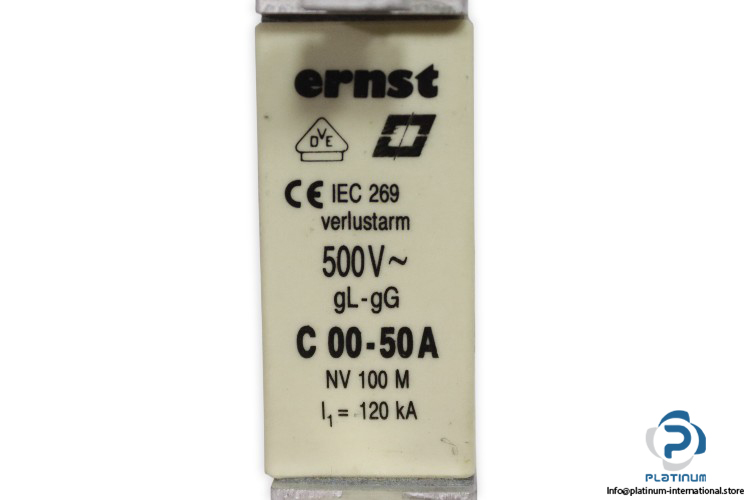 ernst
DVE
CE IEC 269
verlustarm
500V~
gL-gG
C 00-50A
NV 100 M
I₁ = 120 kA
PLATINUM
Info@platinum-international.store